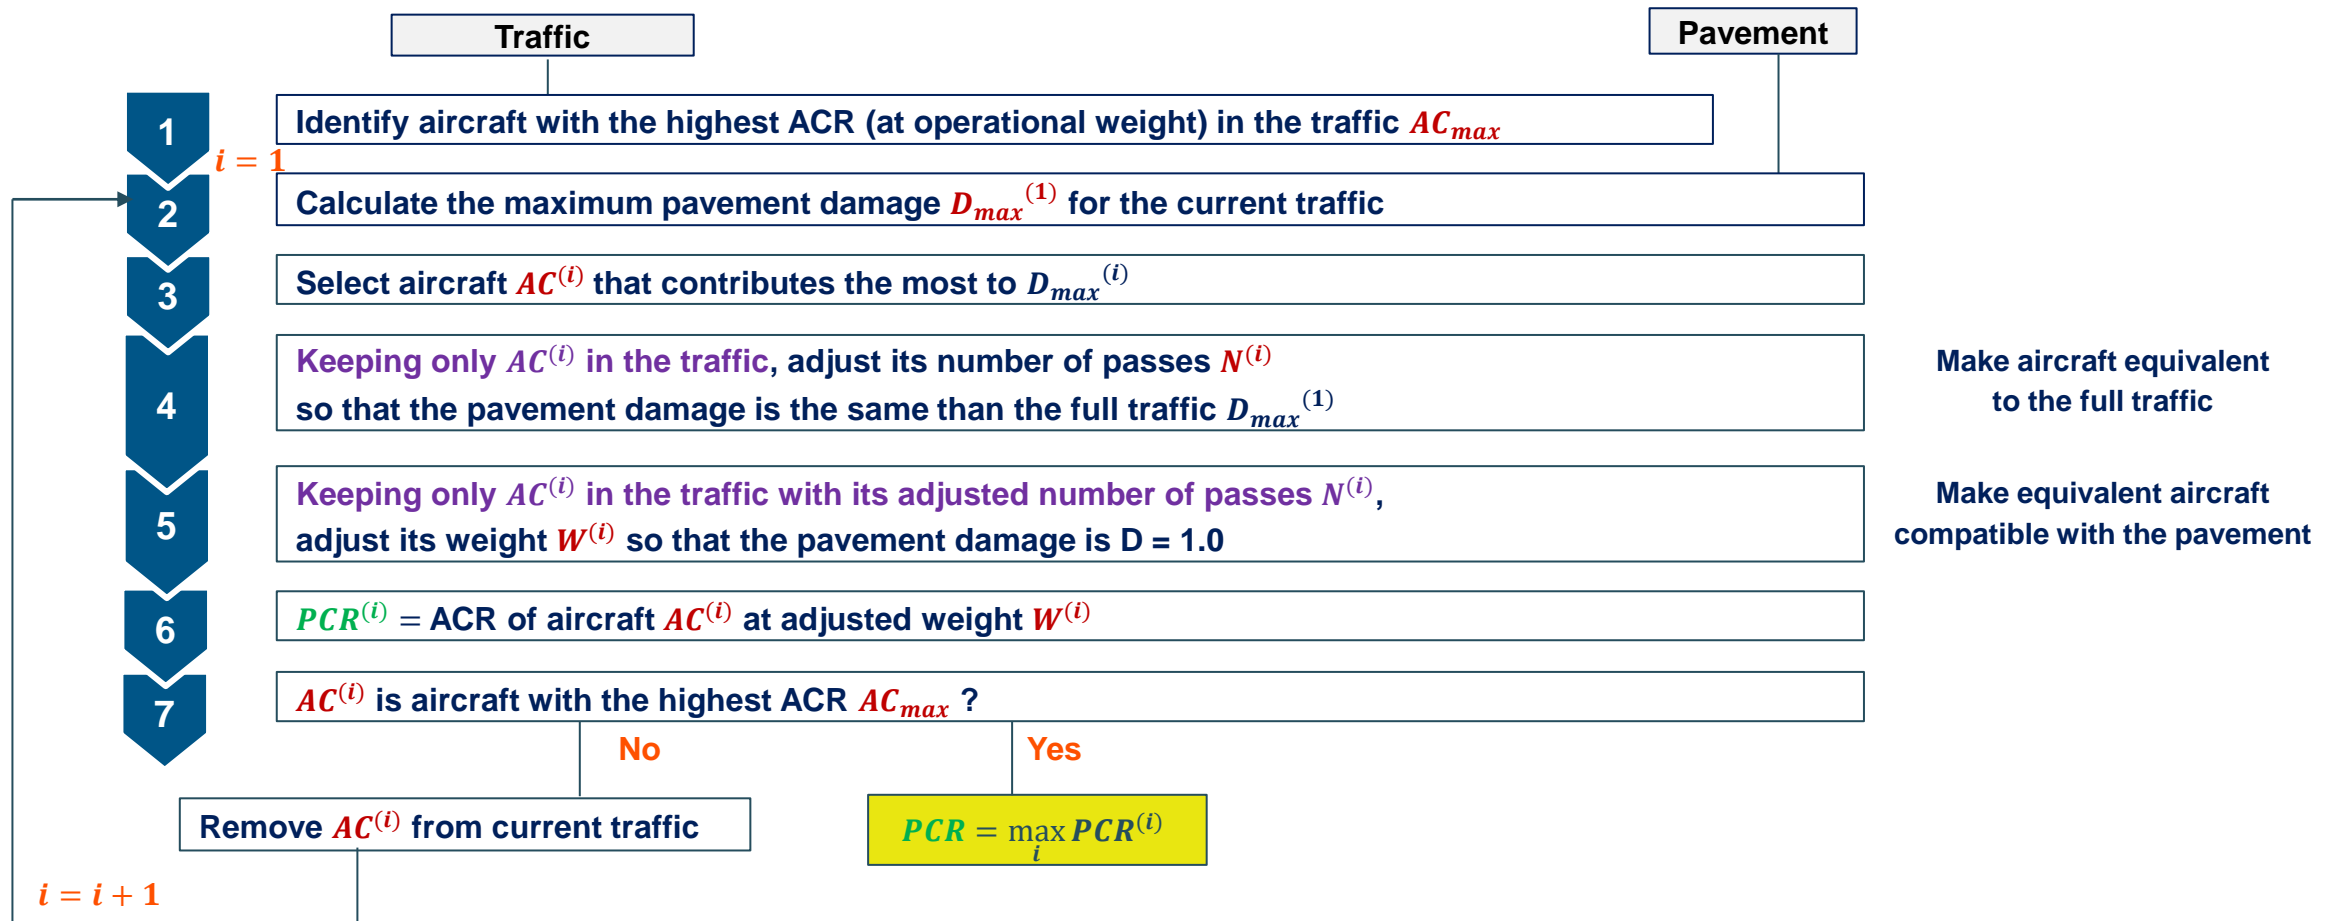 Traffic
Pavement
1
Identify aircraft with the highest ACR (at operational weight) in the traffic AC_max
i = 1
2
Calculate the maximum pavement damage D_max^(1) for the current traffic
3
Select aircraft AC^(i) that contributes the most to D_max^(i)
4
Keeping only AC^(i) in the traffic, adjust its number of passes N^(i)
so that the pavement damage is the same than the full traffic D_max^(1)
Make aircraft equivalent
to the full traffic
5
Keeping only AC^(i) in the traffic with its adjusted number of passes N^(i),
adjust its weight W^(i) so that the pavement damage is D = 1.0
Make equivalent aircraft
compatible with the pavement
6
PCR^(i) = ACR of aircraft AC^(i) at adjusted weight W^(i)
7
AC^(i) is aircraft with the highest ACR AC_max ?
No
Yes
Remove AC^(i) from current traffic
PCR = max PCR^(i)
i
i = i + 1